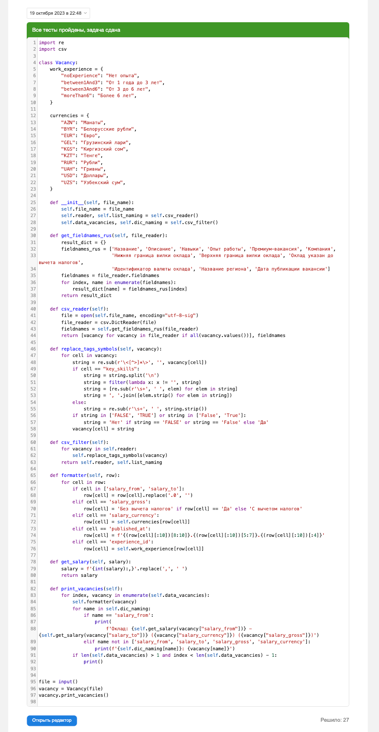 19 октября 2023 в 22:48
Все тесты пройдены, задача сдана
1 import re
2 import csv
3
4 class Vacancy:
5 work_experience = {
6 "noExperience": "Нет опыта",
7 "between1And3": "От 1 года до 3 лет",
8 "between3And6": "От 3 до 6 лет",
9 "moreThan6": "Более 6 лет",
10 }
11
12 currencies = {
13 "AZN": "Манаты",
14 "BYR": "Белорусские рубли",
15 "EUR": "Евро",
16 "GEL": "Грузинский лари",
17 "KGS": "Киргизский сом",
18 "KZT": "Тенге",
19 "RUR": "Рубли",
20 "UAH": "Гривны",
21 "USD": "Доллары",
22 "UZS": "Узбекский сум",
23 }
24
25 def __init__(self, file_name):
26 self.file_name = file_name
27 self.reader, self.list_naming = self.csv_reader()
28 self.data_vacancies, self.dic_naming = self.csv_filter()
29
30 def get_fieldnames_rus(self, file_reader):
31 result_dict = {}
32 fieldnames_rus = ["Название", "Описание", "Навыки", "Опыт работы", "Премиум-вакансия", "Компания",
33 "Нижняя граница вилки оклада", "Верхняя граница вилки оклада", "Оклад указан до
вычета налогов",
34 "Идентификатор валюты оклада", "Название региона", "Дата публикации вакансии"]
35 fieldnames = file_reader.fieldnames
36 for index, name in enumerate(fieldnames):
37 result_dict[name] = fieldnames_rus[index]
38 return result_dict
39
40 def csv_reader(self):
41 file = open(self.file_name, encoding="utf-8-sig")
42 file_reader = csv.DictReader(file)
43 fieldnames = self.get_fieldnames_rus(file_reader)
44 return [vacancy for vacancy in file_reader if all(vacancy.values())], fieldnames
45
46 def replace_tags_symbols(self, vacancy):
47 for cell in vacancy:
48 string = re.sub(r'\<[^>]*\>', '', vacancy[cell])
49 if cell == "key_skills":
50 string = string.split('\n')
51 string = filter(lambda x: x != '', string)
52 string = [re.sub(r'\s+', ' ', elem) for elem in string]
53 string = ', '.join([elem.strip() for elem in string])
54 else:
55 string = re.sub(r'\s+', ' ', string.strip())
56 if string in ['FALSE', 'TRUE'] or string in ['False', 'True']:
57 string = 'Нет' if string == 'FALSE' or string == 'False' else 'Да'
58 vacancy[cell] = string
59
60 def csv_filter(self):
61 for vacancy in self.reader:
62 self.replace_tags_symbols(vacancy)
63 return self.reader, self.list_naming
64
65 def formatter(self, row):
66 for cell in row:
67 if cell in ['salary_from', 'salary_to']:
68 row[cell] = row[cell].replace('.0', '')
69 elif cell == 'salary_gross':
70 row[cell] = 'Без вычета налогов' if row[cell] == 'Да' else 'С вычетом налогов'
71 elif cell == 'salary_currency':
72 row[cell] = self.currencies[row[cell]]
73 elif cell == 'published_at':
74 row[cell] = f'{(row[cell][:10])[8:10]}.{(row[cell][:10])[5:7]}.{(row[cell][:10])[:4]}'
75 elif cell == 'experience_id':
76 row[cell] = self.work_experience[row[cell]]
77
78 def get_salary(self, salary):
79 salary = f'{int(salary):,}'.replace(',', ' ')
80 return salary
81
82 def print_vacancies(self):
83 for index, vacancy in enumerate(self.data_vacancies):
84 self.formatter(vacancy)
85 for name in self.dic_naming:
86 if name == 'salary_from':
87 print(
88 f'Оклад: {self.get_salary(vacancy["salary_from"])} -
{self.get_salary(vacancy["salary_to"])} ({vacancy["salary_currency"]}) ({vacancy["salary_gross"]})')
89 elif name not in ['salary_from', 'salary_to', 'salary_gross', 'salary_currency']:
90 print(f'{self.dic_naming[name]}: {vacancy[name]}')
91 if len(self.data_vacancies) > 1 and index < len(self.data_vacancies) - 1:
92 print()
93
94
95 file = input()
96 vacancy = Vacancy(file)
97 vacancy.print_vacancies()
98
Открыть редактор
Решило: 27